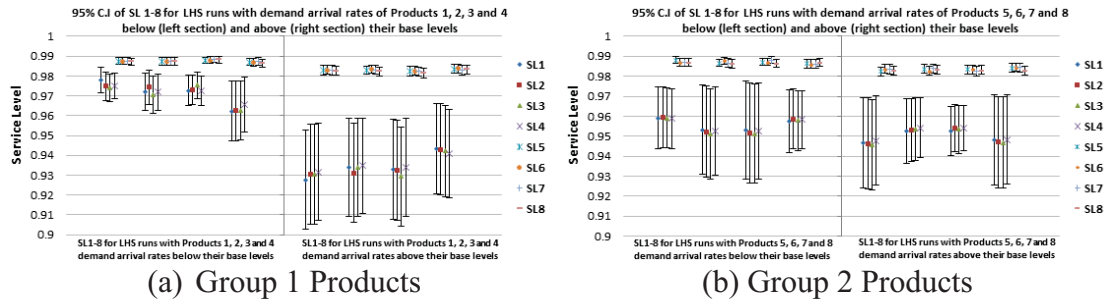 95% C.I of SL 1-8 for LHS runs with demand arrival rates of Products 1, 2, 3 and 4
below (left section) and above (right section) their base levels
1
0.99
0.98
0.97
0.96
0.95
0.94
0.93
0.92
0.91
0.9
Service Level
SL1-8 for LHS runs with Products 1, 2, 3 and 4
demand arrival rates below their base levels
SL1-8 for LHS runs with Products 1, 2, 3 and 4
demand arrival rates above their base levels
SL1
SL2
SL3
SL4
SL5
SL6
SL7
SL8
(a) Group 1 Products
95% C.I of SL 1-8 for LHS runs with demand arrival rates of Products 5, 6, 7 and 8
below (left section) and above (right section) their base levels
1
0.99
0.98
0.97
0.96
0.95
0.94
0.93
0.92
0.91
0.9
Service Level
SL1-8 for LHS runs with Products 5, 6, 7 and 8
demand arrival rates below their base levels
SL1-8 for LHS runs with Products 5, 6, 7 and 8
demand arrival rates above their base levels
SL1
SL2
SL3
SL4
SL5
SL6
SL7
SL8
(b) Group 2 Products